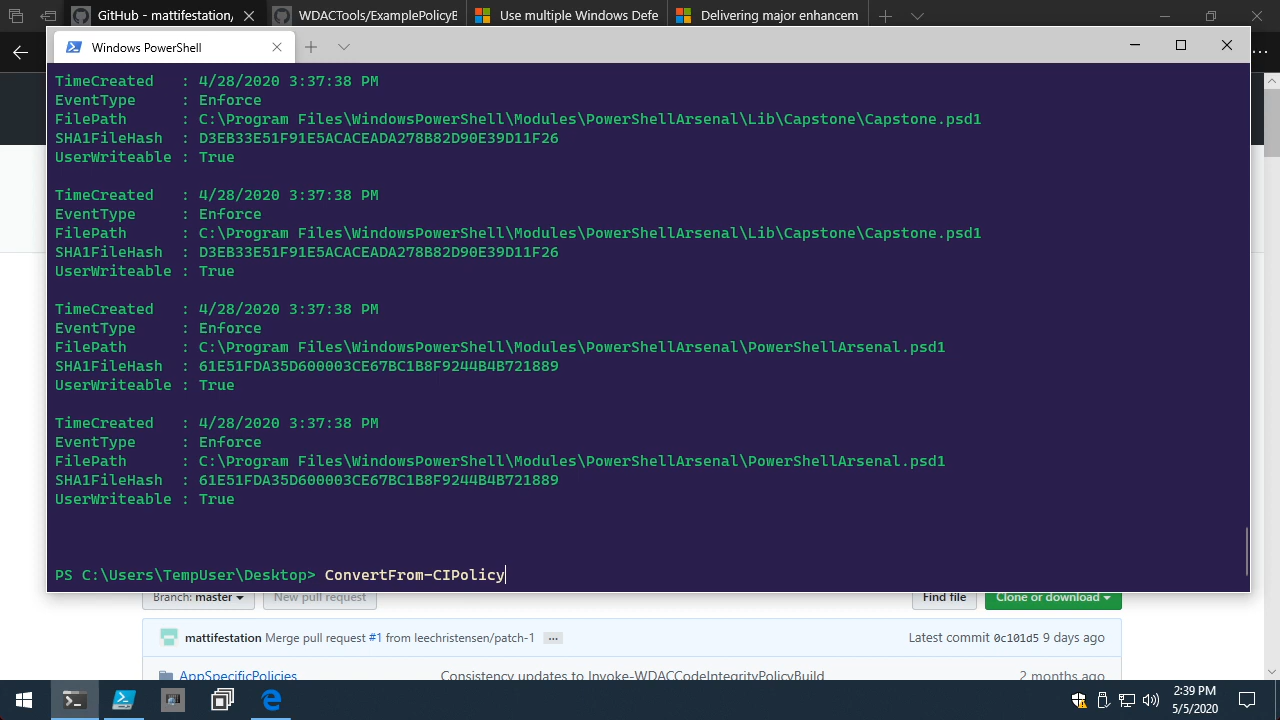 GitHub - mattifestation/
WDACTools/ExamplePolicyB
Use multiple Windows Defe
Delivering major enhancem
Windows PowerShell
TimeCreated   : 4/28/2020 3:37:38 PM
EventType     : Enforce
FilePath      : C:\Program Files\WindowsPowerShell\Modules\PowerShellArsenal\Lib\Capstone\Capstone.psd1
SHA1FileHash  : D3EB33E51F91E5ACACEADA278B82D90E39D11F26
UserWriteable : True
TimeCreated   : 4/28/2020 3:37:38 PM
EventType     : Enforce
FilePath      : C:\Program Files\WindowsPowerShell\Modules\PowerShellArsenal\Lib\Capstone\Capstone.psd1
SHA1FileHash  : D3EB33E51F91E5ACACEADA278B82D90E39D11F26
UserWriteable : True
TimeCreated   : 4/28/2020 3:37:38 PM
EventType     : Enforce
FilePath      : C:\Program Files\WindowsPowerShell\Modules\PowerShellArsenal\PowerShellArsenal.psd1
SHA1FileHash  : 61E51FDA35D600003CE67BC1B8F9244B4B721889
UserWriteable : True
TimeCreated   : 4/28/2020 3:37:38 PM
EventType     : Enforce
FilePath      : C:\Program Files\WindowsPowerShell\Modules\PowerShellArsenal\PowerShellArsenal.psd1
SHA1FileHash  : 61E51FDA35D600003CE67BC1B8F9244B4B721889
UserWriteable : True
PS C:\Users\TempUser\Desktop> ConvertFrom-CIPolicy
Branch: master
New pull request
Find file
Clone or download
mattifestation Merge pull request #1 from leechristensen/patch-1 ...
Latest commit 0c101d5 9 days ago
AppSpecificPolicies
Consistency updates to Invoke-WDACCodeIntegrityPolicyBuild
2 months ago
2:39 PM
5/5/2020